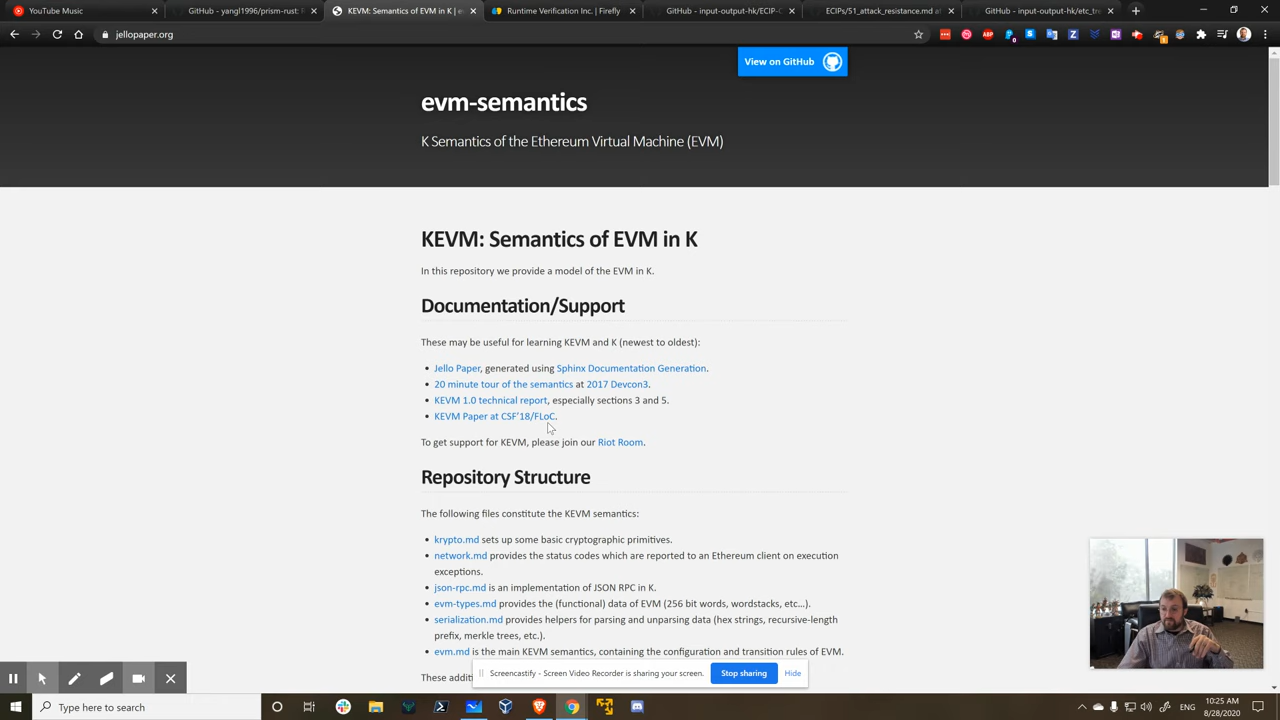 YouTube Music
GitHub - yangl1996/prism-rust: R
KEVM: Semantics of EVM in K | e
Runtime Verification Inc. | Firefly
GitHub - input-output-hk/ECIP-C
ECIPs/51_attack_resistance.md at
GitHub - input-output-hk/etc_tre
jellopaper.org
View on GitHub
evm-semantics
K Semantics of the Ethereum Virtual Machine (EVM)
KEVM: Semantics of EVM in K
In this repository we provide a model of the EVM in K.
Documentation/Support
These may be useful for learning KEVM and K (newest to oldest):
• Jello Paper, generated using Sphinx Documentation Generation.
• 20 minute tour of the semantics at 2017 Devcon3.
• KEVM 1.0 technical report, especially sections 3 and 5.
• KEVM Paper at CSF'18/FLoC.
To get support for KEVM, please join our Riot Room.
Repository Structure
The following files constitute the KEVM semantics:
• krypto.md sets up some basic cryptographic primitives.
• network.md provides the status codes which are reported to an Ethereum client on execution
exceptions.
• json-rpc.md is an implementation of JSON RPC in K.
• evm-types.md provides the (functional) data of EVM (256 bit words, wordstacks, etc...).
• serialization.md provides helpers for parsing and unparsing data (hex strings, recursive-length
prefix, merkle trees, etc.).
• evm.md is the main KEVM semantics, containing the configuration and transition rules of EVM.
These additi
Screencastify - Screen Video Recorder is sharing your screen.
Stop sharing
Hide
Type here to search
10:25 AM
8/28/2020